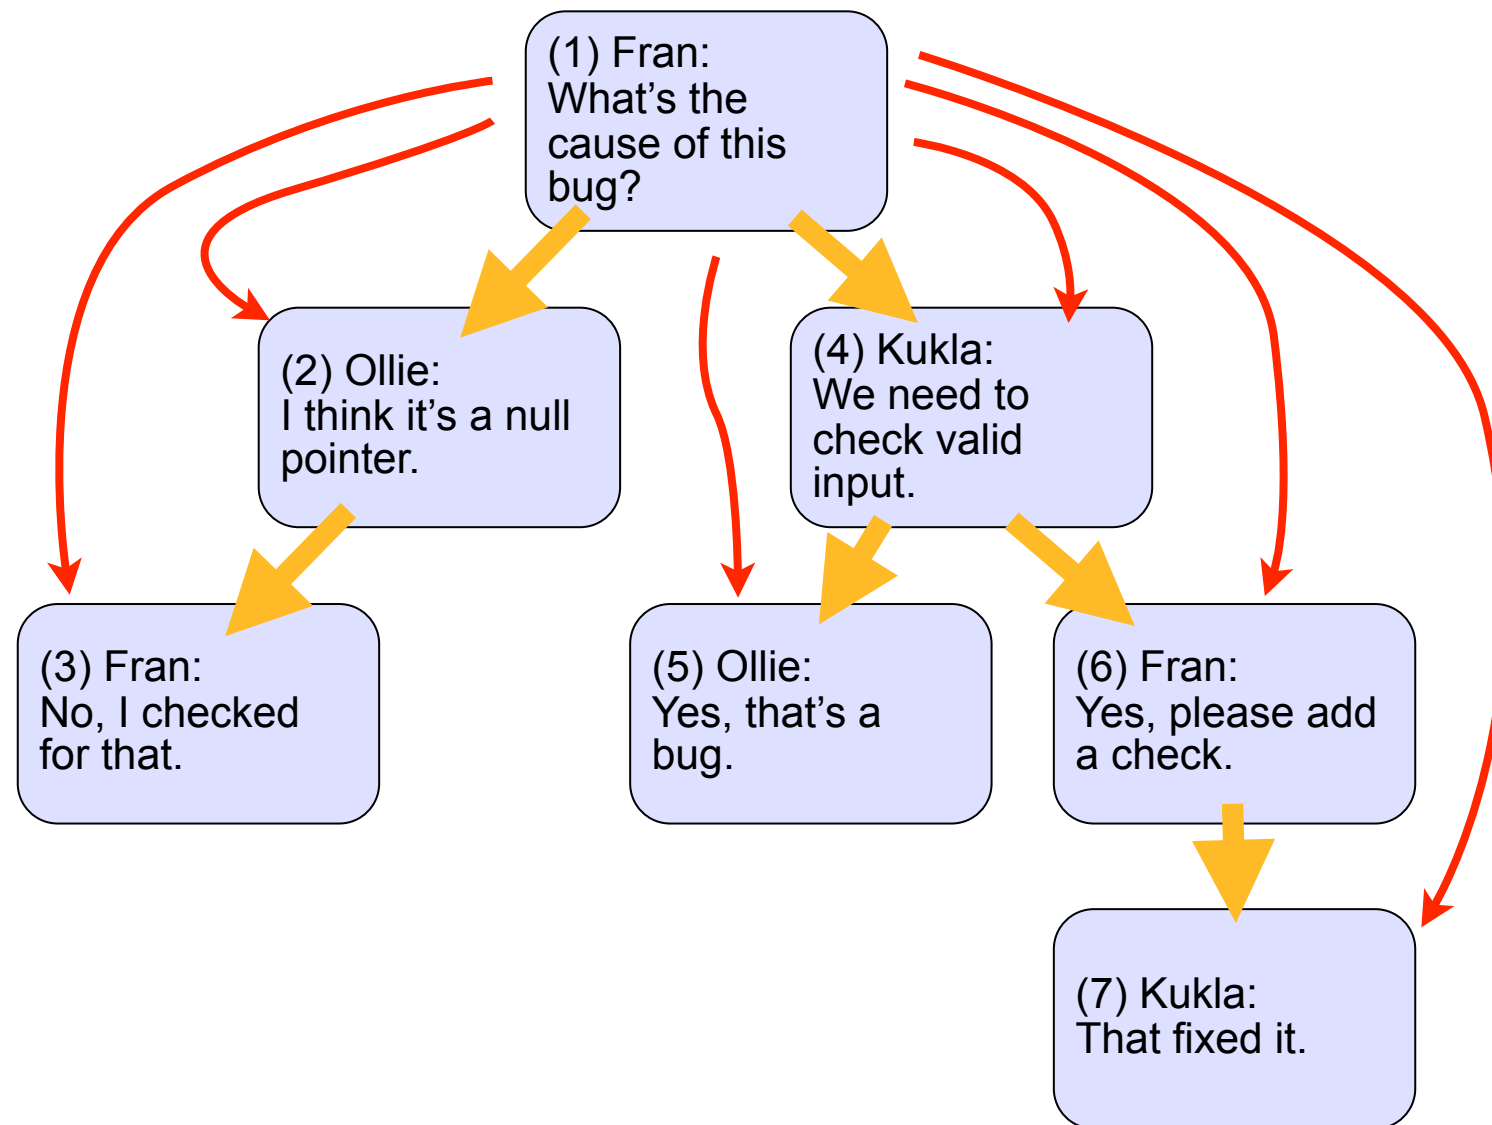 (1) Fran:
What’s the
cause of this
bug?
(2) Ollie:
I think it’s a null
pointer.
(4) Kukla:
We need to
check valid
input.
(3) Fran:
No, I checked
for that.
(5) Ollie:
Yes, that’s a
bug.
(6) Fran:
Yes, please add
a check.
(7) Kukla:
That fixed it.